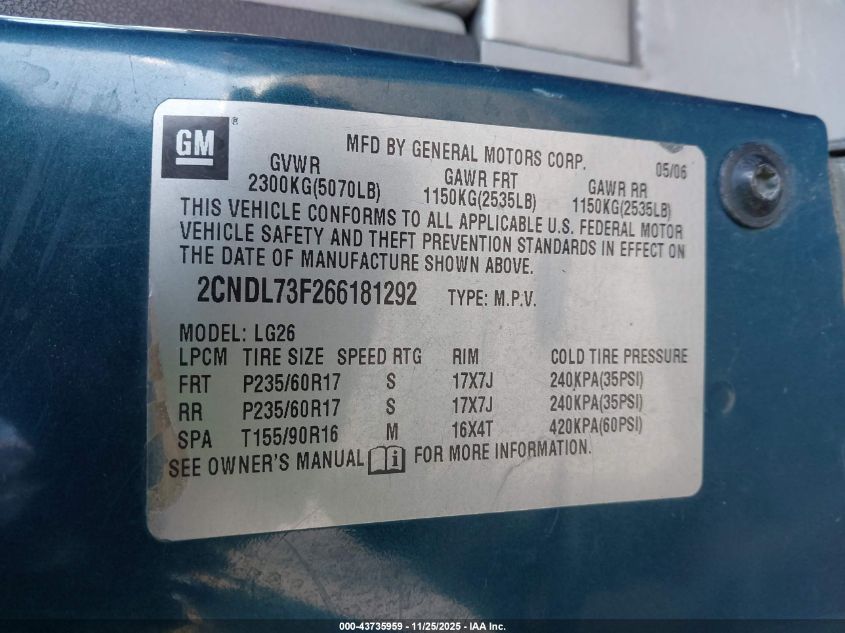 GM ®
MFD BY GENERAL MOTORS CORP. 05/06
GVWR GAWR FRT GAWR RR
2300KG(5070LB) 1150KG(2535LB) 1150KG(2535LB)
THIS VEHICLE CONFORMS TO ALL APPLICABLE U.S. FEDERAL MOTOR
VEHICLE SAFETY AND THEFT PREVENTION STANDARDS IN EFFECT ON
THE DATE OF MANUFACTURE SHOWN ABOVE.
2CNDL73F266181292 TYPE: M.P.V.
MODEL: LG26
LPCM TIRE SIZE SPEED RTG RIM COLD TIRE PRESSURE
FRT P235/60R17 S 17X7J 240KPA(35PSI)
RR P235/60R17 S 17X7J 240KPA(35PSI)
SPA T155/90R16 M 16X4T 420KPA(60PSI)
SEE OWNER'S MANUAL i FOR MORE INFORMATION.
000-43735959 - 11/25/2025 - IAA Inc.